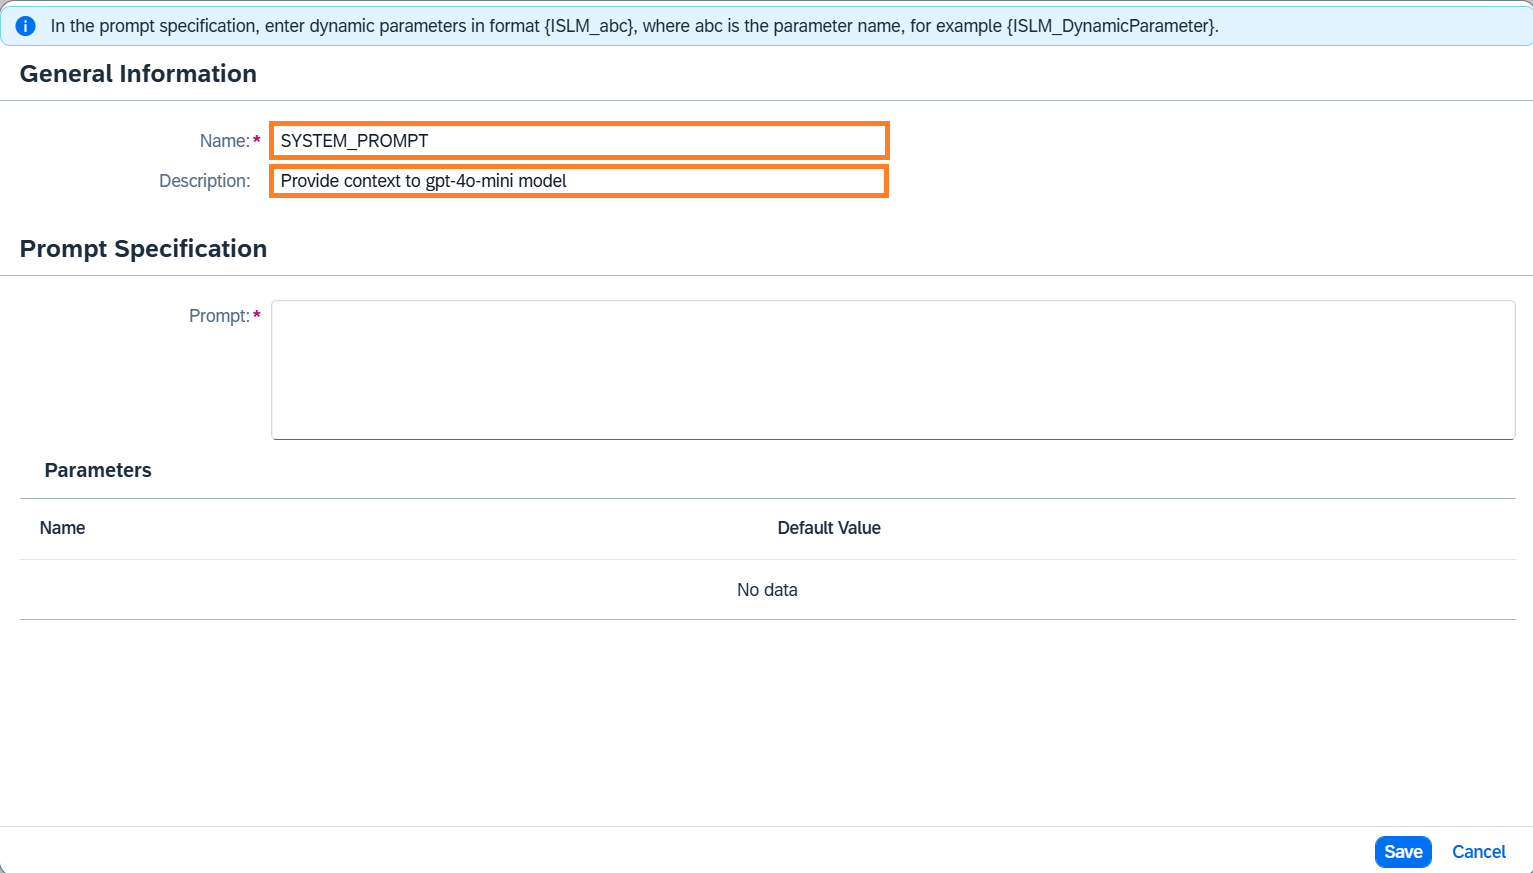 In the prompt specification, enter dynamic parameters in format {ISLM_abc}, where abc is the parameter name, for example {ISLM_DynamicParameter}.
General Information
Name:* SYSTEM_PROMPT
Description: Provide context to gpt-4o-mini model
Prompt Specification
Prompt:*
Parameters
Name Default Value
No data
Save Cancel